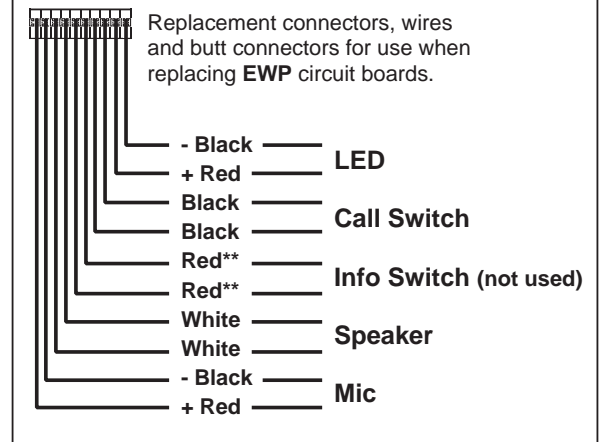 Replacement connectors, wires
and butt connectors for use when
replacing EWP circuit boards.
- Black
+ Red
LED
Black
Black
Call Switch
Red**
Red**
Info Switch (not used)
White
White
Speaker
- Black
+ Red
Mic